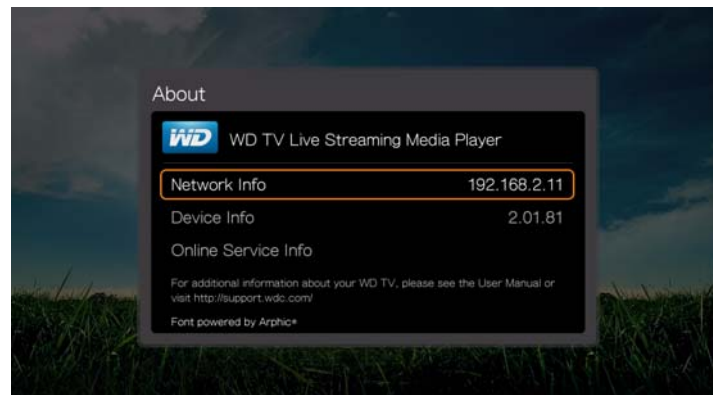 About
WD WD TV Live Streaming Media Player
Network Info 192.168.2.11
Device Info 2.01.81
Online Service Info
For additional information about your WD TV, please see the User Manual or
visit http://support.wdc.com/
Font powered by Arphic®